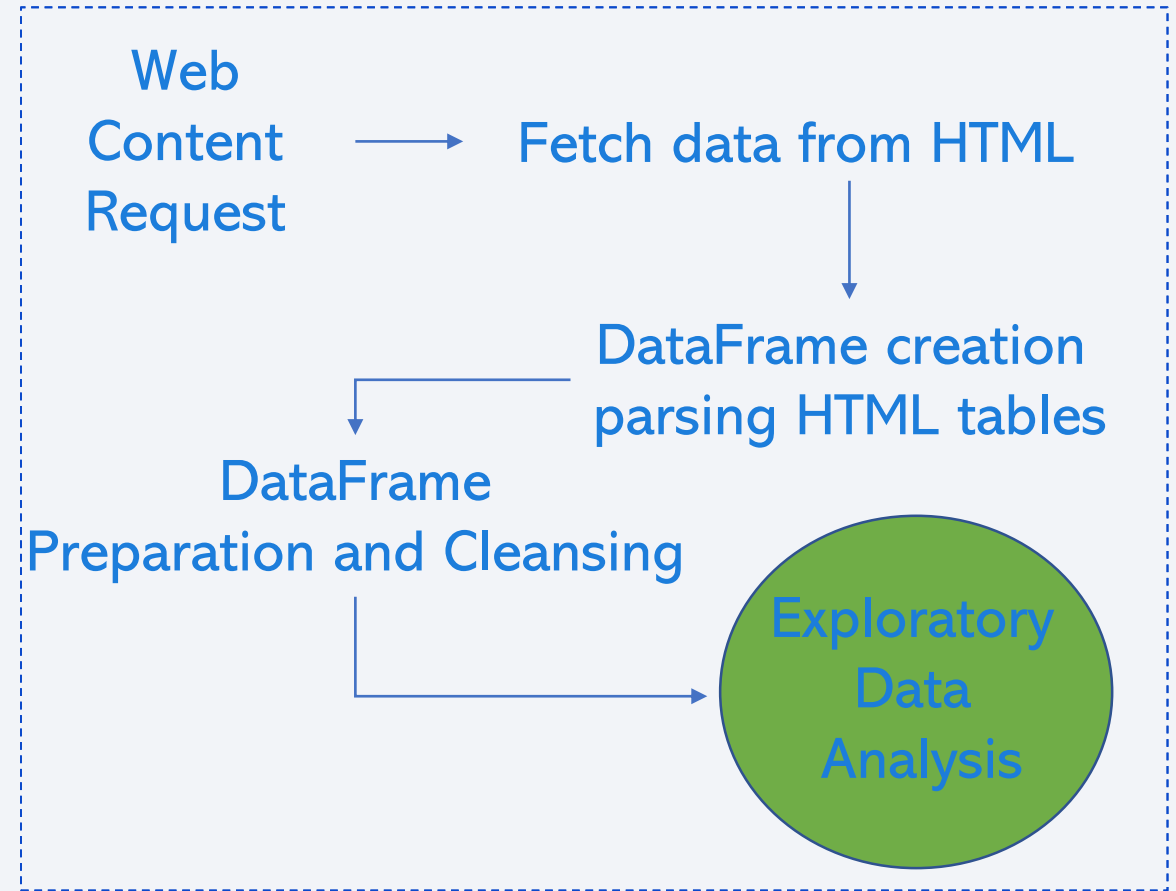 Web
Content
Request
Fetch data from HTML
DataFrame creation
parsing HTML tables
DataFrame
Preparation and Cleansing
Exploratory
Data
Analysis